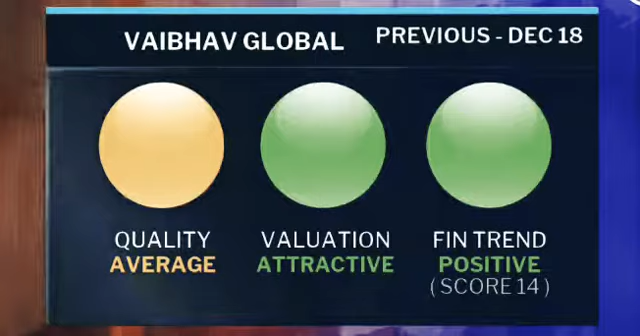 VAIBHAV GLOBAL
PREVIOUS - DEC 18
QUALITY
AVERAGE
VALUATION
ATTRACTIVE
FIN TREND
POSITIVE
( SCORE 14 )